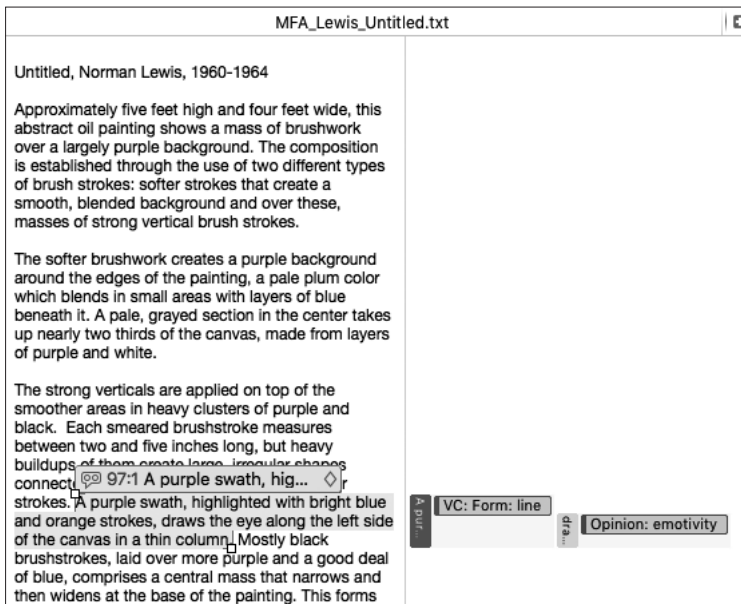 MFA_Lewis_Untitled.txt
Untitled, Norman Lewis, 1960-1964
Approximately five feet high and four feet wide, this
abstract oil painting shows a mass of brushwork
over a largely purple background. The composition
is established through the use of two different types
of brush strokes: softer strokes that create a
smooth, blended background and over these,
masses of strong vertical brush strokes.
The softer brushwork creates a purple background
around the edges of the painting, a pale plum color
which blends in small areas with layers of blue
beneath it. A pale, grayed section in the center takes
up nearly two thirds of the canvas, made from layers
of purple and white.
The strong verticals are applied on top of the
smoother areas in heavy clusters of purple and
black. Each smeared brushstroke measures
between two and five inches long, but heavy
buildups of them create large, irregular shapes
97:1 A purple swath, hig...
strokes. A purple swath, highlighted with bright blue
and orange strokes, draws the eye along the left side
of the canvas in a thin column. Mostly black
brushstrokes, laid over more purple and a good deal
of blue, comprises a central mass that narrows and
then widens at the base of the painting. This forms
A pur...
VC: Form: line
dra...
Opinion: emotivity